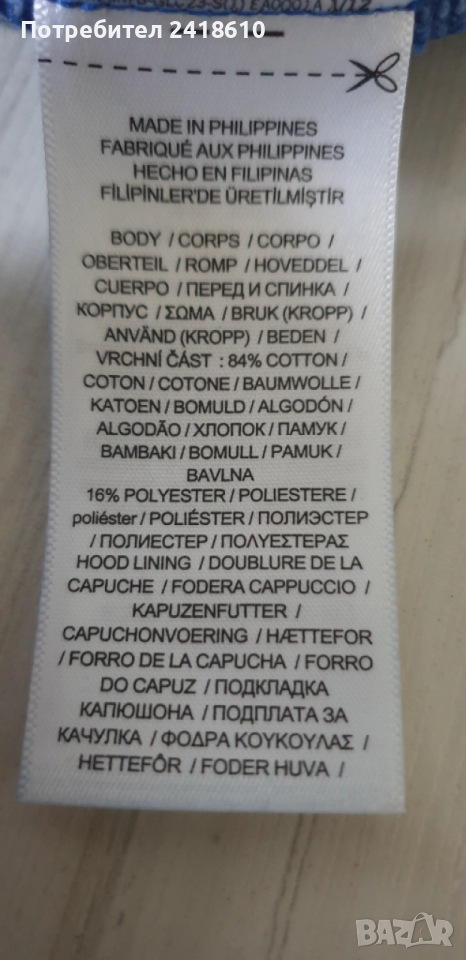 Потребител 2418610
MADE IN PHILIPPINES
FABRIQUÉ AUX PHILIPPINES
HECHO EN FILIPINAS
FİLİPİNLER'DE ÜRETİLMİŞTİR
BODY / CORPS / CORPO /
OBERTEIL / ROMP / HOVEDDEL /
CUERPO / ПЕРЕД И СПИНКА /
КОРПУС / ΣΩΜΑ / BRUK (KROPP) /
ANVÄND (KROPP) / BEDEN /
VRCHNÍ ČÁST : 84% COTTON /
COTON / COTONE / BAUMWOLLE /
KATOEN / BOMULD / ALGODÓN /
ALGODÃO / ХЛОПОК / ПАМУК /
BAMBAKI / BOMULL / PAMUK /
BAVLNA
16% POLYESTER / POLIESTERE /
poliéster / POLIÉSTER / ПОЛИЭСТЕР
/ ПОЛИЕСТЕР / ΠΟΛΥΕΣΤΕΡΑΣ
HOOD LINING / DOUBLURE DE LA
CAPUCHE / FODERA CAPPUCCIO /
KAPUZENFUTTER /
CAPUCHONVOERING / HÆTTEFOR
/ FORRO DE LA CAPUCHA / FORRO
DO CAPUZ / ПОДКЛАДКА
КАПЮШОНА / ПОДПЛАТА ЗА
КАЧУЛКА / ΦΟΔΡΑ ΚΟΥΚΟΥΛΑΣ /
HETTEFÔR / FODER HUVA /
BAZAR